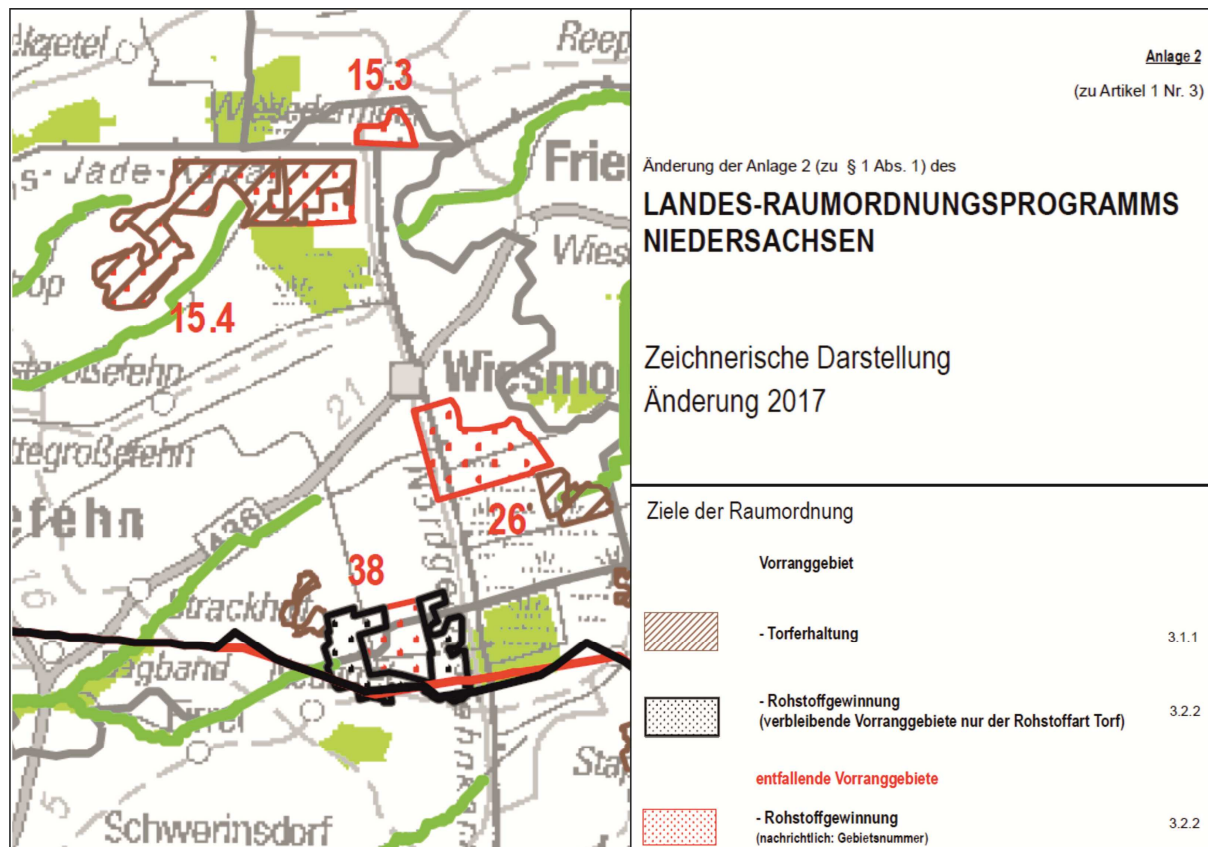 15.3
Jade-
Frie
Wies
15.4
Wiesmo
21
26
38
436
Strackh
Schwerinsdorf
Anlage 2
(zu Artikel 1 Nr. 3)
Änderung der Anlage 2 (zu § 1 Abs. 1) des
LANDES-RAUMORDNUNGSPROGRAMMS
NIEDERSACHSEN
Zeichnerische Darstellung
Änderung 2017
Ziele der Raumordnung
Vorranggebiet
- Torferhaltung 3.1.1
- Rohstoffgewinnung
(verbleibende Vorranggebiete nur der Rohstoffart Torf) 3.2.2
entfallende Vorranggebiete
- Rohstoffgewinnung 3.2.2
(nachrichtlich: Gebietsnummer)